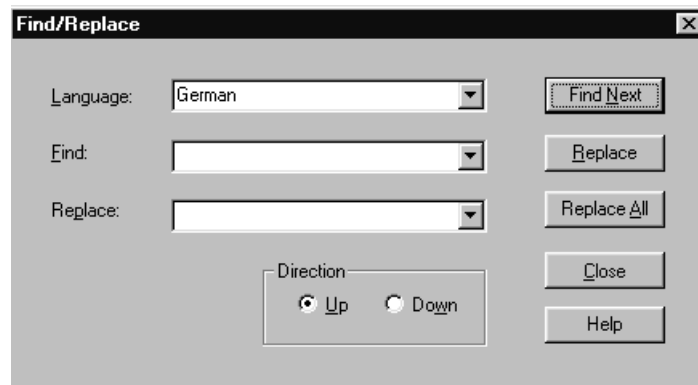 Find/Replace
Language: German Find Next
Find: Replace
Replace: Replace All
Direction Close
Up Down
Help